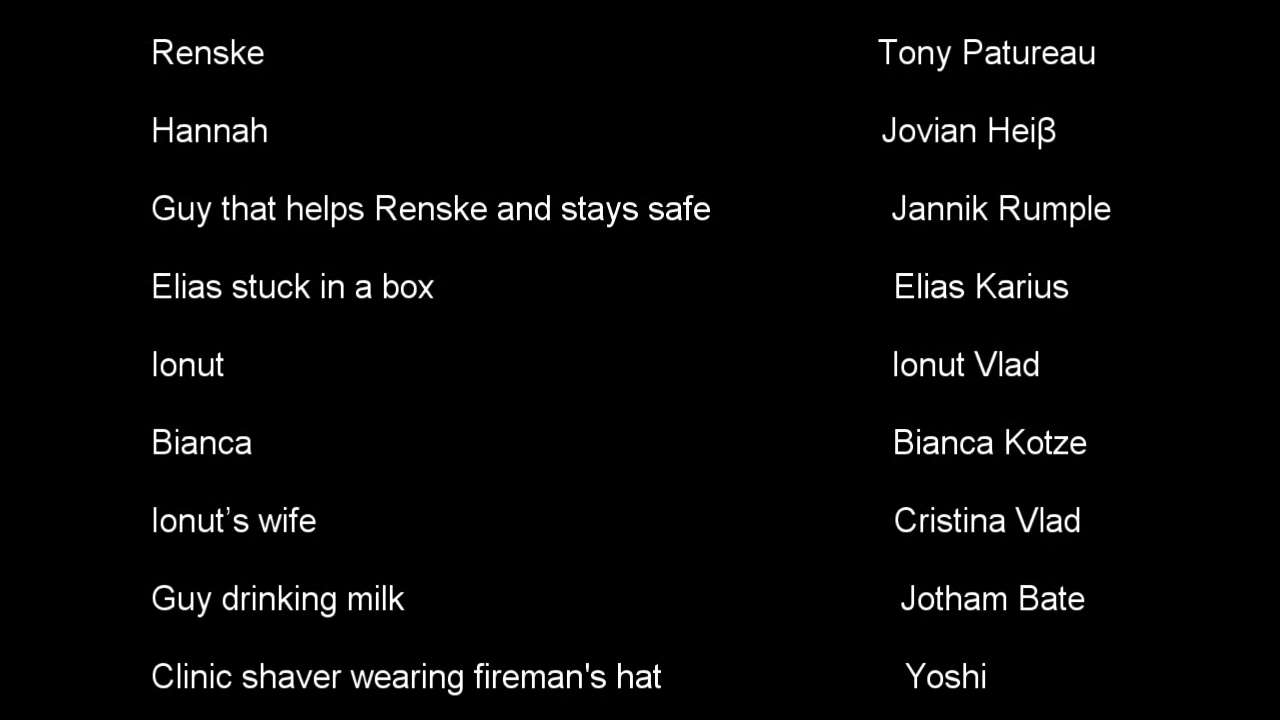 Renske Tony Patureau
Hannah Jovian Heiβ
Guy that helps Renske and stays safe Jannik Rumple
Elias stuck in a box Elias Karius
Ionut Ionut Vlad
Bianca Bianca Kotze
Ionut’s wife Cristina Vlad
Guy drinking milk Jotham Bate
Clinic shaver wearing fireman's hat Yoshi